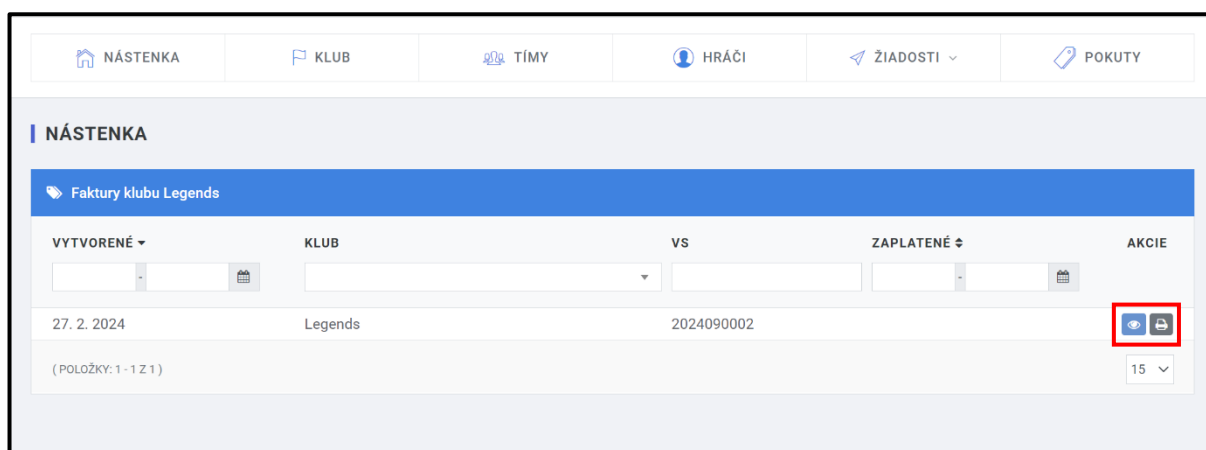 NÁSTENKA KLUB TÍMY HRÁČI ŽIADOSTI POKUTY
NÁSTENKA
Faktury klubu Legends
VYTVORENÉ KLUB VS ZAPLATENÉ AKCIE
- -
27. 2. 2024 Legends 2024090002
( POLOŽKY: 1 - 1 Z 1 ) 15